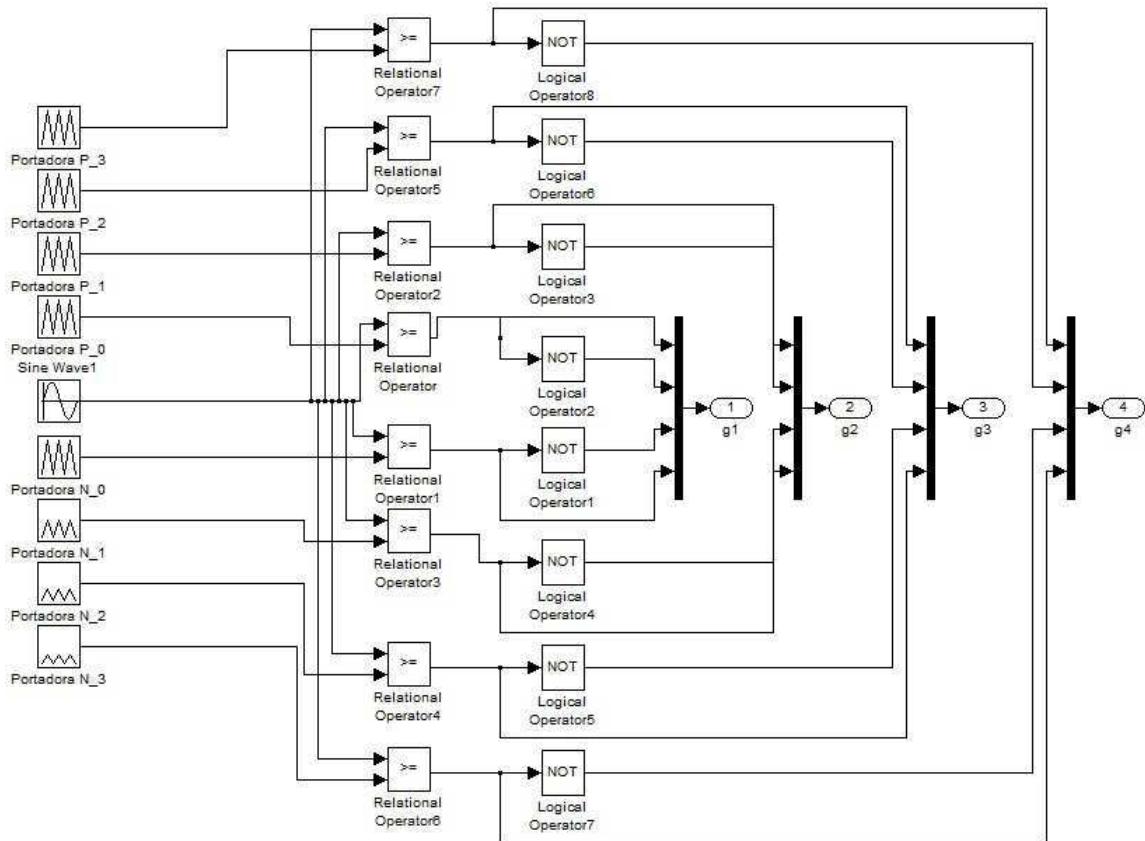 >=
Relational
Operator7
NOT
Logical
Operator8
Portadora P_3
>=
Relational
Operator5
NOT
Logical
Operator6
Portadora P_2
>=
Relational
Operator2
NOT
Logical
Operator3
Portadora P_1
>=
Relational
Operator
NOT
Logical
Operator2
Portadora P_0
Sine Wave1
>=
Relational
Operator1
NOT
Logical
Operator1
Portadora N_0
>=
Relational
Operator3
NOT
Logical
Operator4
Portadora N_1
Portadora N_2
>=
Relational
Operator4
NOT
Logical
Operator5
Portadora N_3
>=
Relational
Operator6
NOT
Logical
Operator7
1
g1
2
g2
3
g3
4
g4